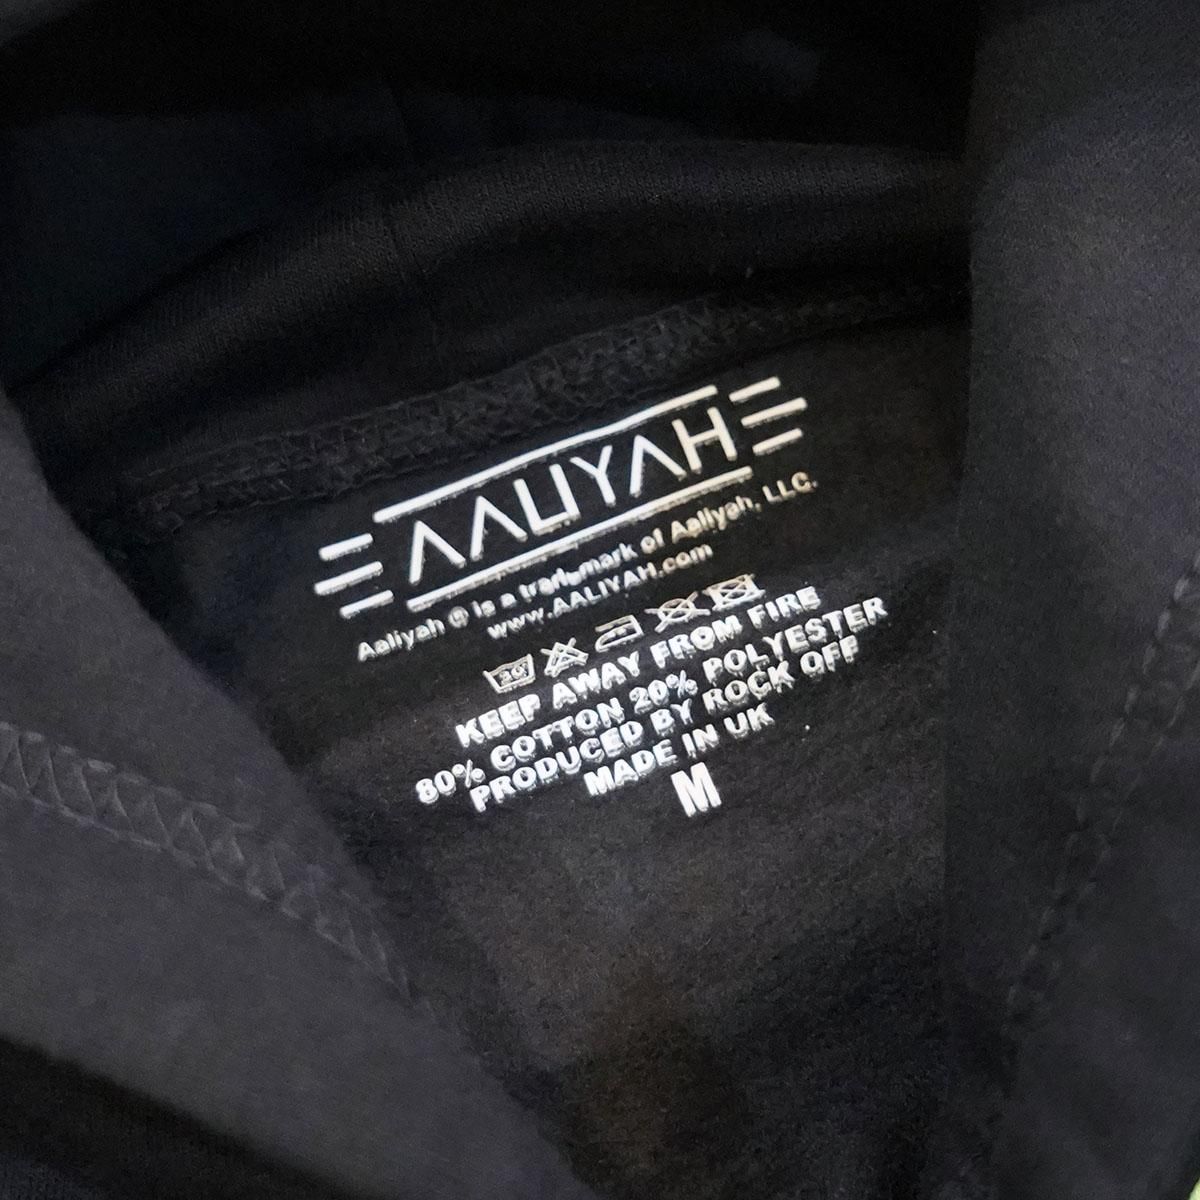 AALIYAH
Aaliyah ® is a trademark of Aaliyah, LLC.
www.AALIYAH.com
30°
KEEP AWAY FROM FIRE
80% COTTON 20% POLYESTER
PRODUCED BY ROCK OFF
MADE IN UK
M